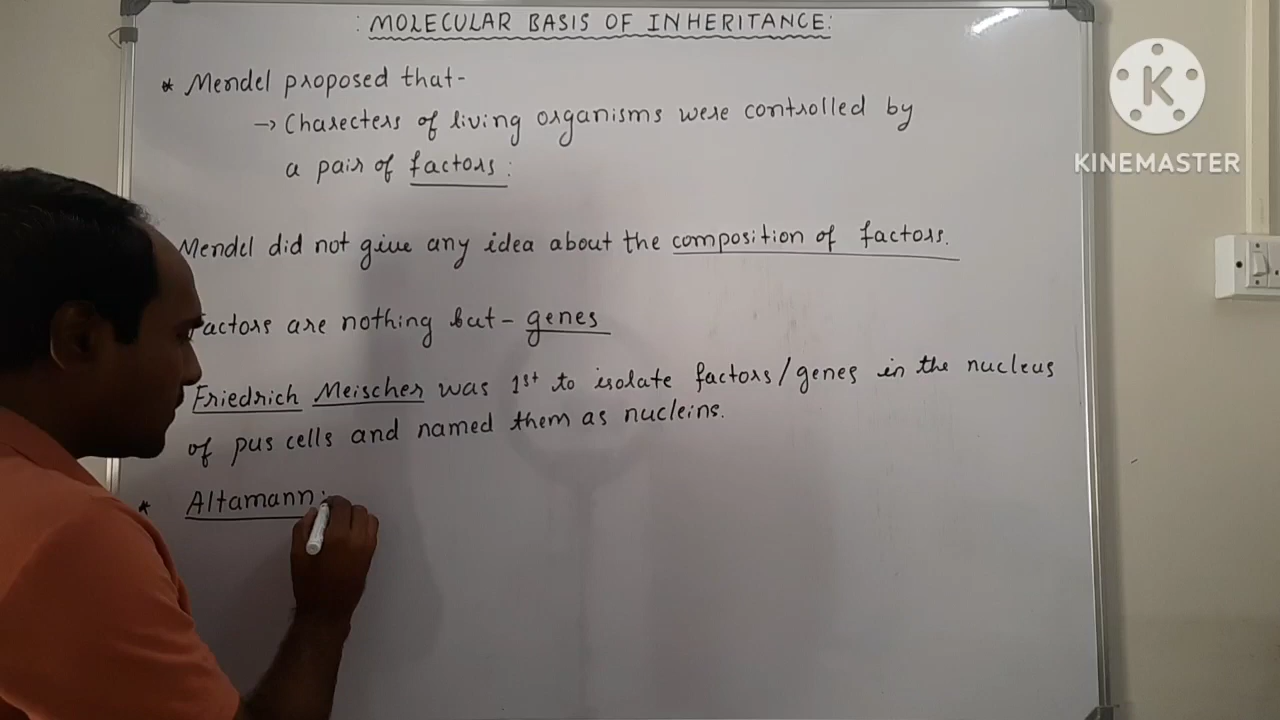 : MOLECULAR BASIS OF INHERITANCE:
* Mendel proposed that-
→ Charecters of living organisms were controlled by
a pair of factors:
Mendel did not give any idea about the composition of factors.
Factors are nothing but- genes
Friedrich Meischer was 1st to isolate factors/genes in the nucleus
of pus cells and named them as nucleins.
* Altamann:
K
KINEMASTER